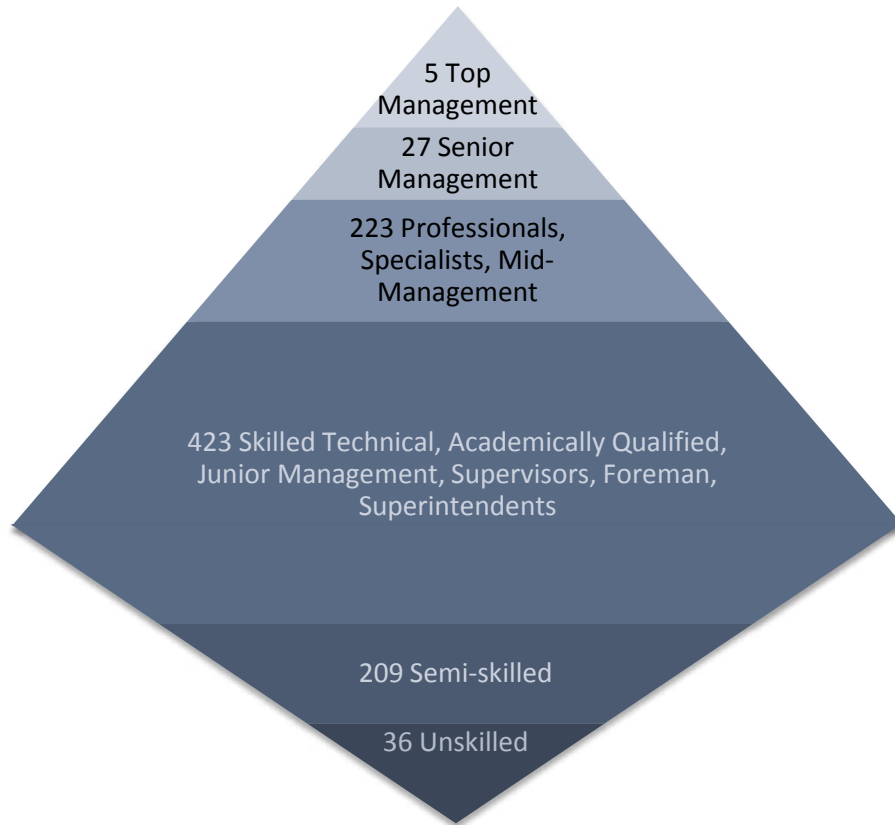 5 Top
Management
27 Senior
Management
223 Professionals,
Specialists, Mid-
Management
423 Skilled Technical, Academically Qualified,
Junior Management, Supervisors, Foreman,
Superintendents
209 Semi-skilled
36 Unskilled